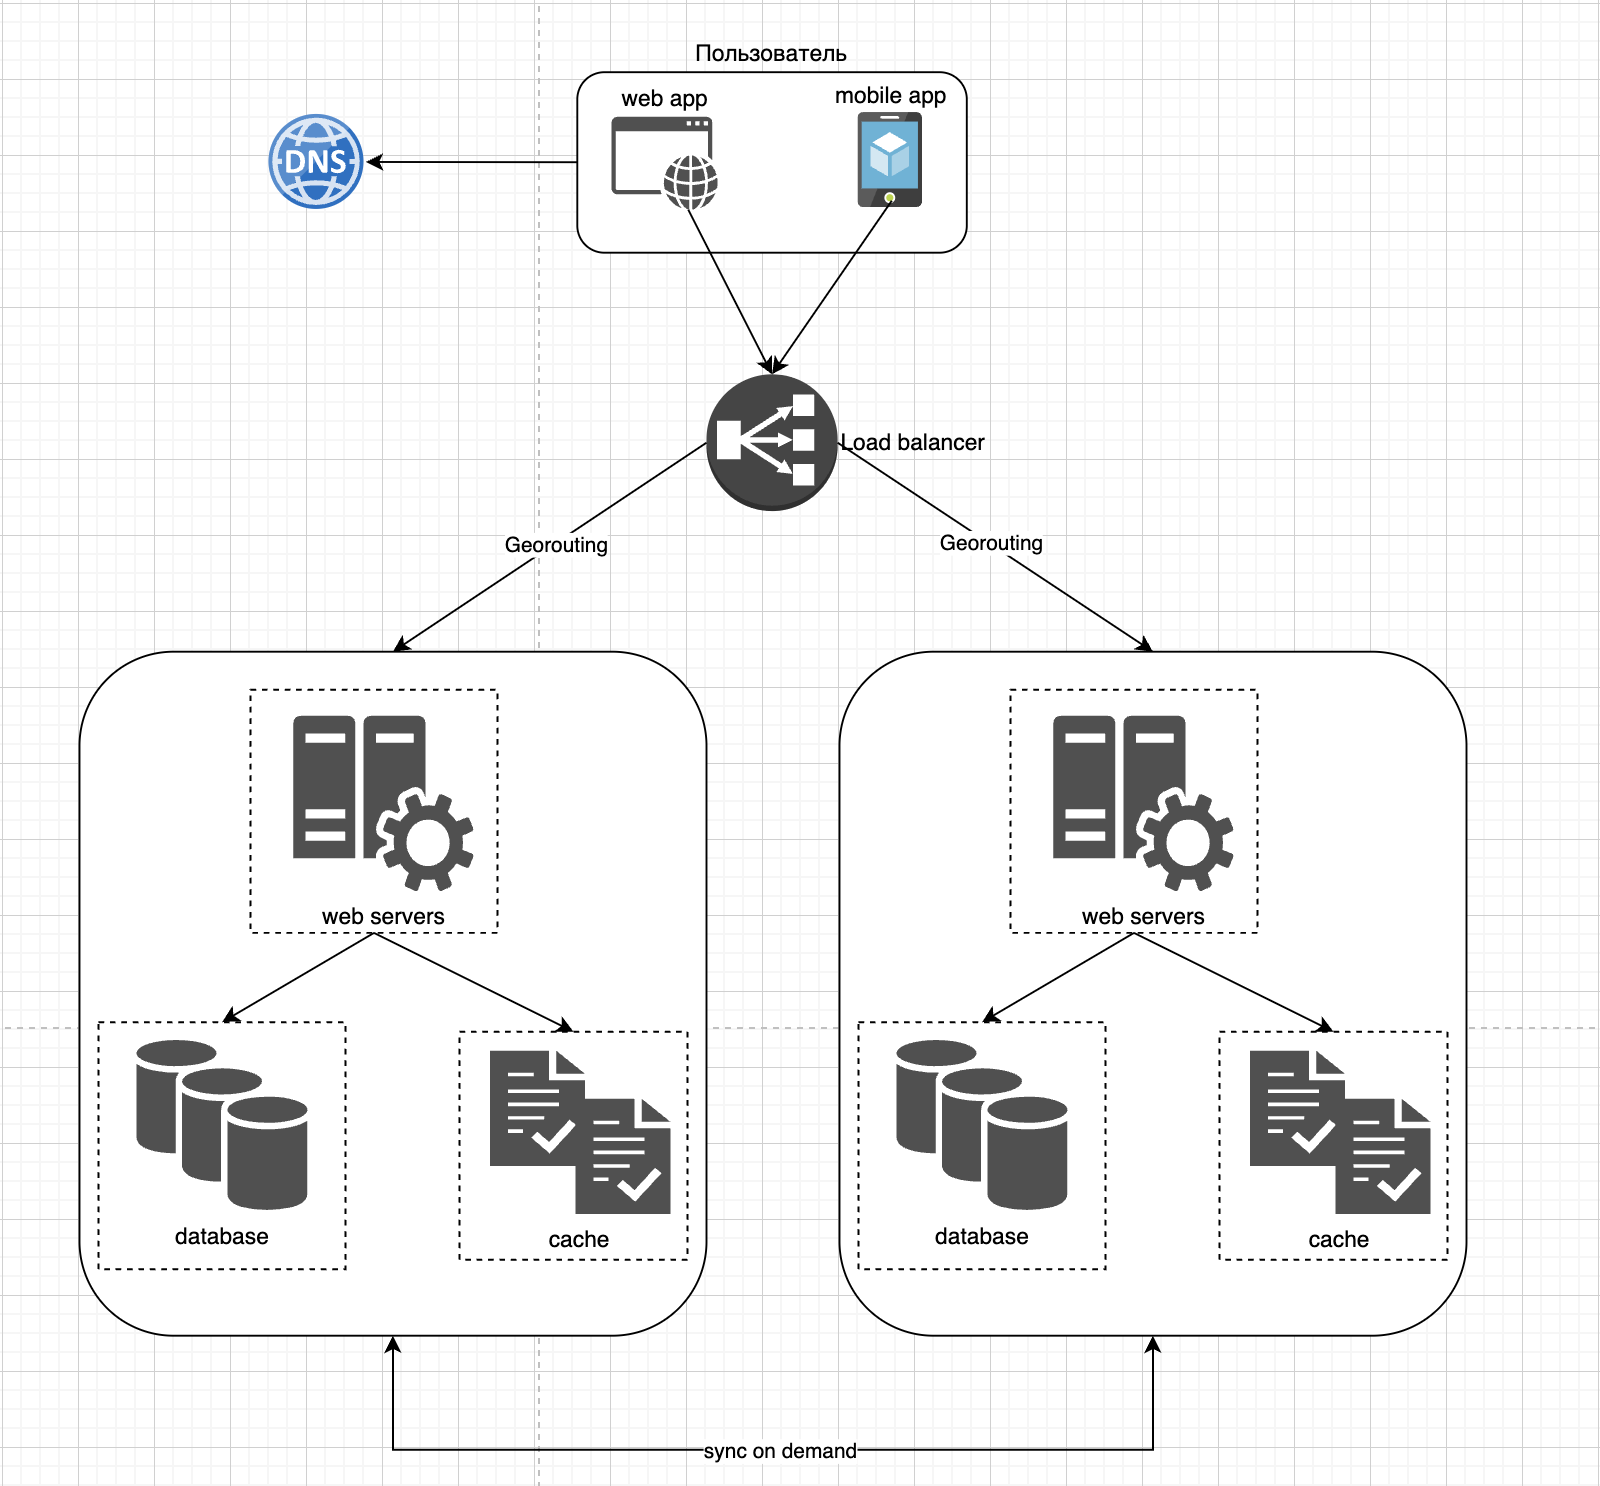 Пользователь
web app
mobile app
DNS
Load balancer
Georouting
Georouting
web servers
web servers
database
cache
database
cache
sync on demand